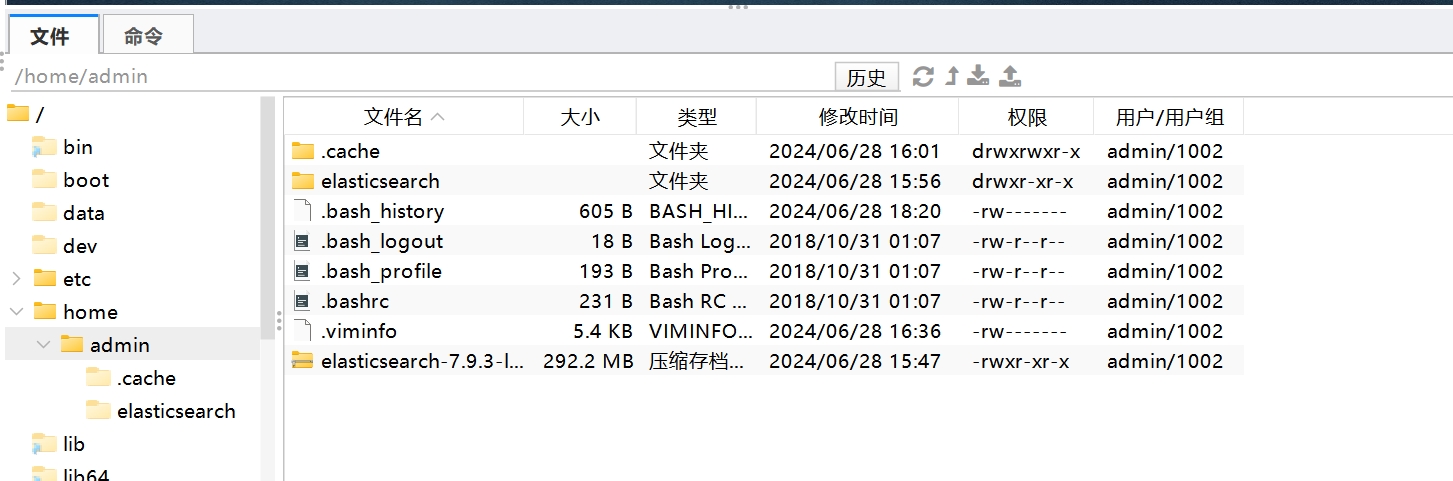 文件 命令
/home/admin 历史
/
bin
boot
data
dev
etc
home
admin
.cache
elasticsearch
lib
lib64
文件名 大小 类型 修改时间 权限 用户/用户组
.cache 文件夹 2024/06/28 16:01 drwxrwxr-x admin/1002
elasticsearch 文件夹 2024/06/28 15:56 drwxr-xr-x admin/1002
.bash_history 605 B BASH_HI... 2024/06/28 18:20 -rw------- admin/1002
.bash_logout 18 B Bash Log... 2018/10/31 01:07 -rw-r--r-- admin/1002
.bash_profile 193 B Bash Pro... 2018/10/31 01:07 -rw-r--r-- admin/1002
.bashrc 231 B Bash RC ... 2018/10/31 01:07 -rw-r--r-- admin/1002
.viminfo 5.4 KB VIMINFO... 2024/06/28 16:36 -rw------- admin/1002
elasticsearch-7.9.3-l... 292.2 MB 压缩存档... 2024/06/28 15:47 -rwxr-xr-x admin/1002